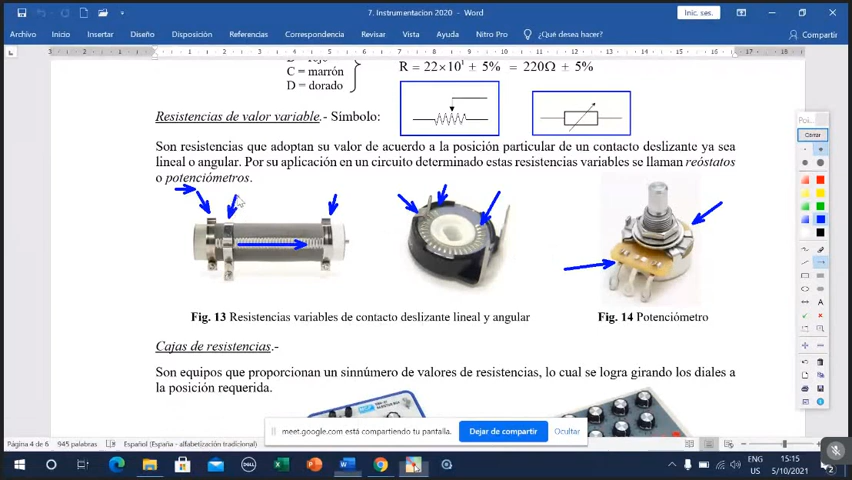 7. Instrumentacion 2020 - Word
Inic. ses.
Archivo Inicio Insertar Diseño Disposición Referencias Correspondencia Revisar Vista Ayuda Nitro Pro ¿Qué desea hacer? Compartir
C = marrón
R = 22×10¹ ± 5% = 220Ω ± 5%
D = dorado
Resistencias de valor variable.- Símbolo:
Son resistencias que adoptan su valor de acuerdo a la posición particular de un contacto deslizante ya sea
lineal o angular. Por su aplicación en un circuito determinado estas resistencias variables se llaman reóstatos
o potenciómetros.
Fig. 13 Resistencias variables de contacto deslizante lineal y angular
Fig. 14 Potenciómetro
Cajas de resistencias.-
Son equipos que proporcionan un sinnúmero de valores de resistencias, lo cual se logra girando los diales a
la posición requerida.
meet.google.com está compartiendo tu pantalla.
Dejar de compartir
Ocultar
Página 4 de 6 945 palabras Español (España - alfabetización tradicional) 100%
ENG
US
15:15
5/10/2021